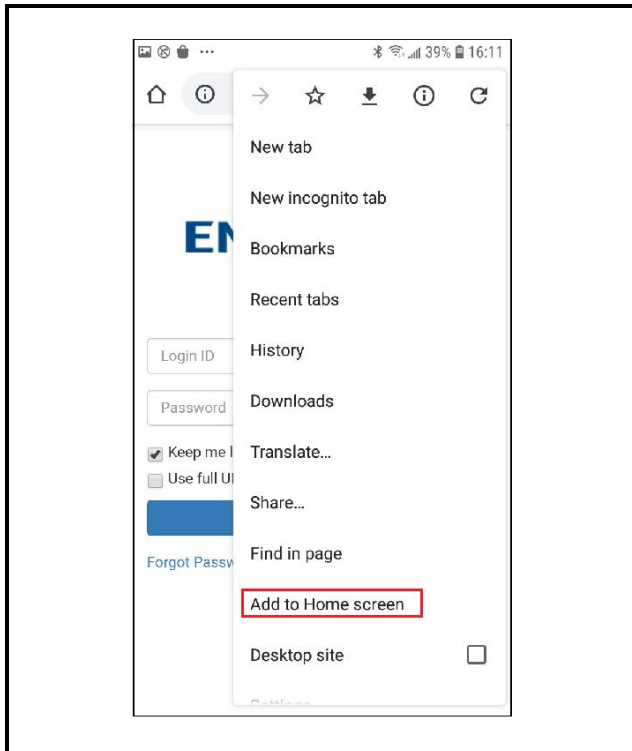 39% 16:11
New tab
New incognito tab
EN
Bookmarks
Recent tabs
Login ID
History
Password
Downloads
Keep me l
Translate...
Use full UI
Share...
Forgot Passw
Find in page
Add to Home screen
Desktop site
Settings